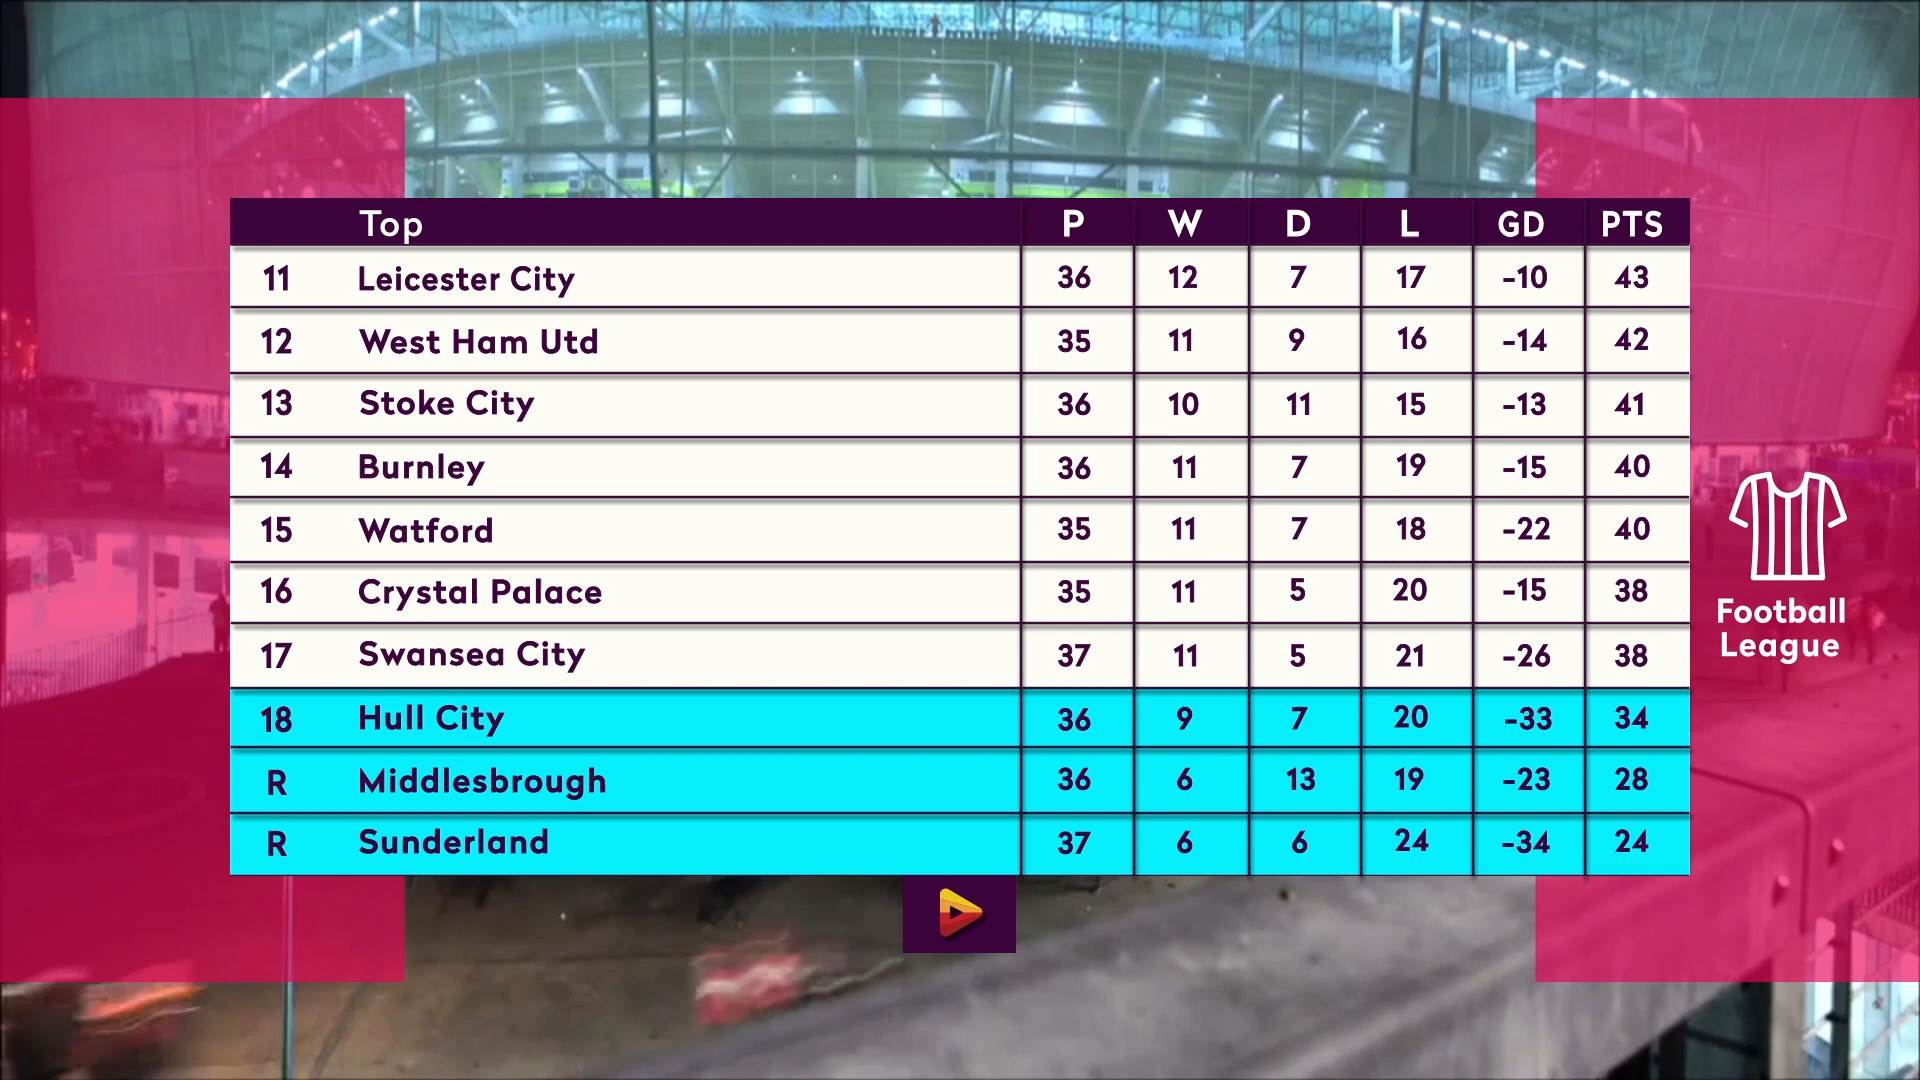 Top P W D L GD PTS
11 Leicester City 36 12 7 17 -10 43
12 West Ham Utd 35 11 9 16 -14 42
13 Stoke City 36 10 11 15 -13 41
14 Burnley 36 11 7 19 -15 40
15 Watford 35 11 7 18 -22 40
16 Crystal Palace 35 11 5 20 -15 38
17 Swansea City 37 11 5 21 -26 38
18 Hull City 36 9 7 20 -33 34
R Middlesbrough 36 6 13 19 -23 28
R Sunderland 37 6 6 24 -34 24
Football
League